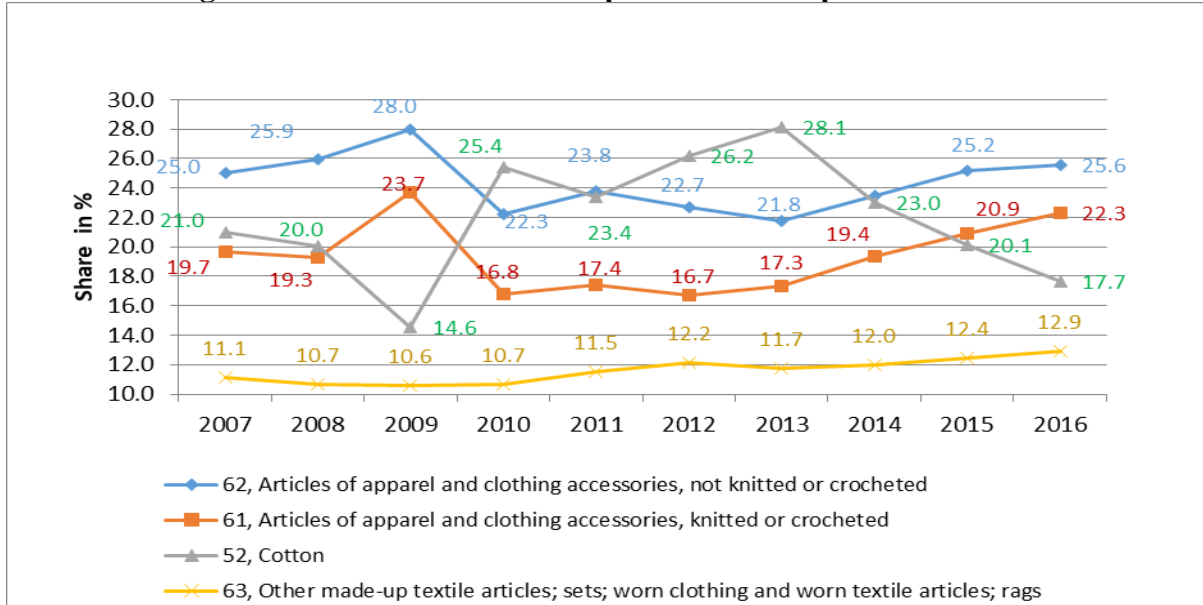 30.0
28.0
26.0
24.0
22.0
20.0
18.0
16.0
14.0
12.0
10.0
Share in %
25.0 25.9 28.0 22.3 23.8 22.7 21.8 25.2 25.6
19.7 19.3 23.7 16.8 17.4 16.7 17.3 19.4 20.9 22.3
21.0 20.0 14.6 25.4 23.4 26.2 28.1 23.0 20.1 17.7
11.1 10.7 10.6 10.7 11.5 12.2 11.7 12.0 12.4 12.9
2007 2008 2009 2010 2011 2012 2013 2014 2015 2016
62, Articles of apparel and clothing accessories, not knitted or crocheted
61, Articles of apparel and clothing accessories, knitted or crocheted
52, Cotton
63, Other made-up textile articles; sets; worn clothing and worn textile articles; rags